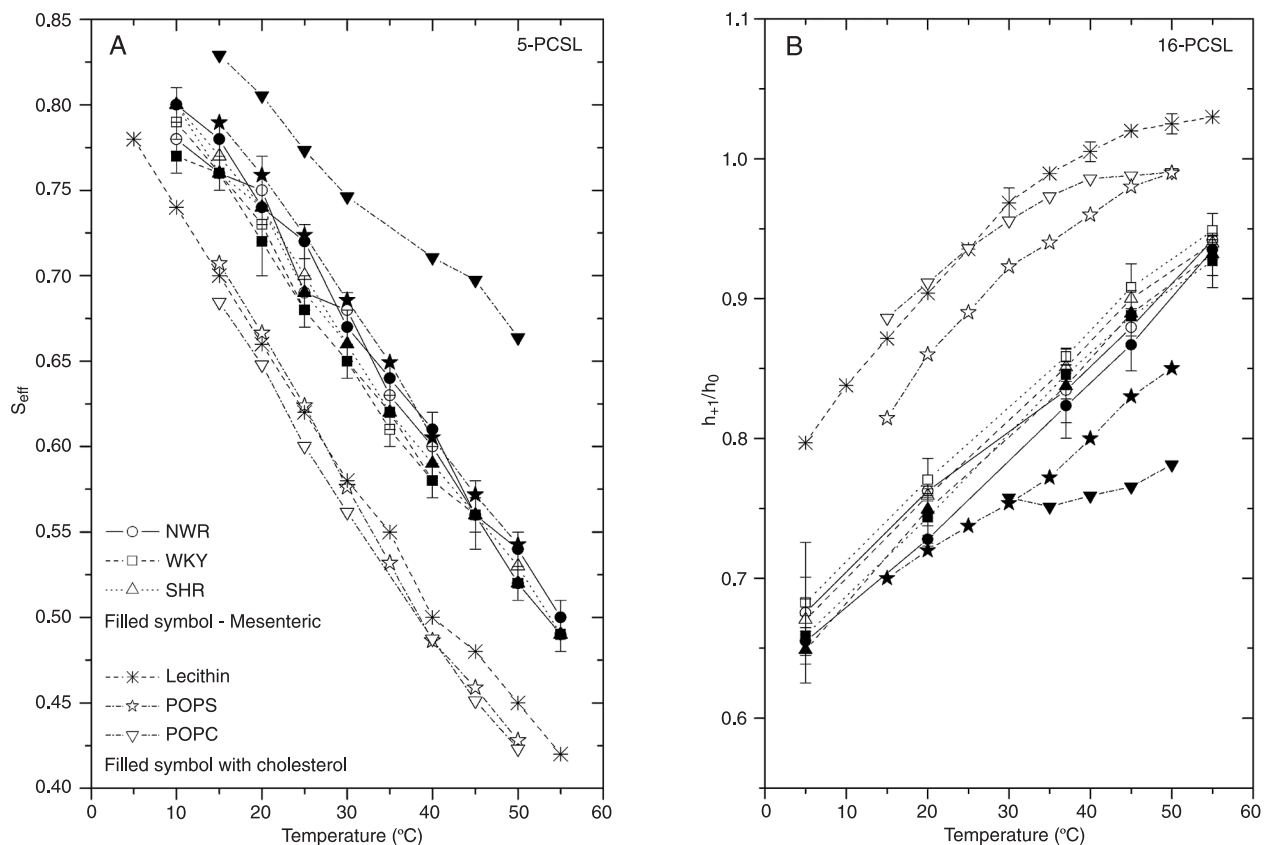 A
5-PCSL
0.85
0.80
0.75
0.70
0.65
0.60
0.55
0.50
0.45
0.40
S_eff
NWR
WKY
SHR
Filled symbol - Mesenteric
Lecithin
POPS
POPC
Filled symbol with cholesterol
0 10 20 30 40 50 60
Temperature (ºC)
B
16-PCSL
1.1
1.0
0.9
0.8
0.7
0.6
h+1/h0
0 10 20 30 40 50 60
Temperature (ºC)